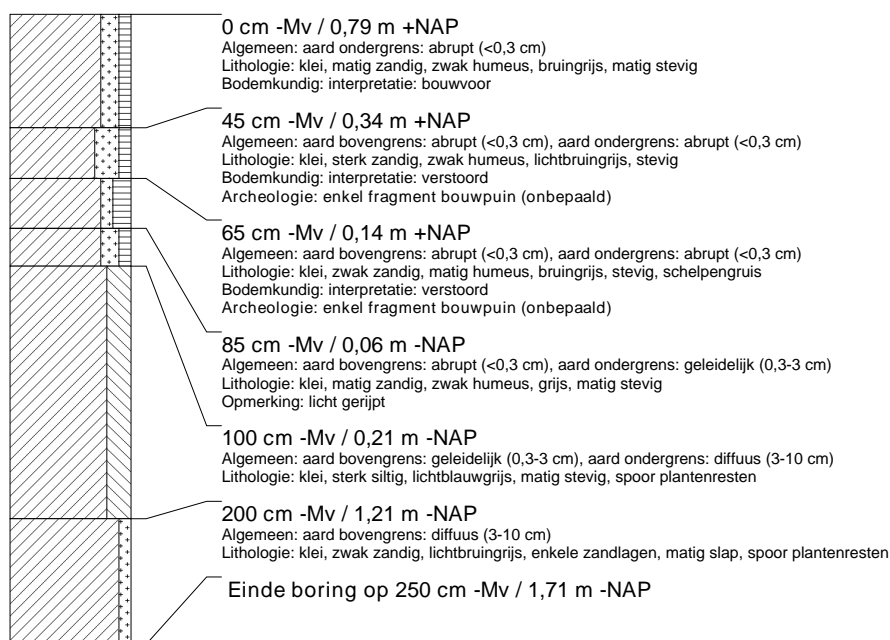 0 cm -Mv / 0,79 m +NAP
Algemeen: aard ondergrens: abrupt (<0,3 cm)
Lithologie: klei, matig zandig, zwak humeus, bruingrijs, matig stevig
Bodemkundig: interpretatie: bouwvoor
45 cm -Mv / 0,34 m +NAP
Algemeen: aard bovengrens: abrupt (<0,3 cm), aard ondergrens: abrupt (<0,3 cm)
Lithologie: klei, sterk zandig, zwak humeus, lichtbruingrijs, stevig
Bodemkundig: interpretatie: verstoord
Archeologie: enkel fragment bouwpuin (onbepaald)
65 cm -Mv / 0,14 m +NAP
Algemeen: aard bovengrens: abrupt (<0,3 cm), aard ondergrens: abrupt (<0,3 cm)
Lithologie: klei, zwak zandig, matig humeus, bruingrijs, stevig, schelpengruis
Bodemkundig: interpretatie: verstoord
Archeologie: enkel fragment bouwpuin (onbepaald)
85 cm -Mv / 0,06 m -NAP
Algemeen: aard bovengrens: abrupt (<0,3 cm), aard ondergrens: geleidelijk (0,3-3 cm)
Lithologie: klei, matig zandig, zwak humeus, grijs, matig stevig
Opmerking: licht gerijpt
100 cm -Mv / 0,21 m -NAP
Algemeen: aard bovengrens: geleidelijk (0,3-3 cm), aard ondergrens: diffuus (3-10 cm)
Lithologie: klei, sterk siltig, lichtblauwgrijs, matig stevig, spoor plantenresten
200 cm -Mv / 1,21 m -NAP
Algemeen: aard bovengrens: diffuus (3-10 cm)
Lithologie: klei, zwak zandig, lichtbruingrijs, enkele zandlagen, matig slap, spoor plantenresten
Einde boring op 250 cm -Mv / 1,71 m -NAP